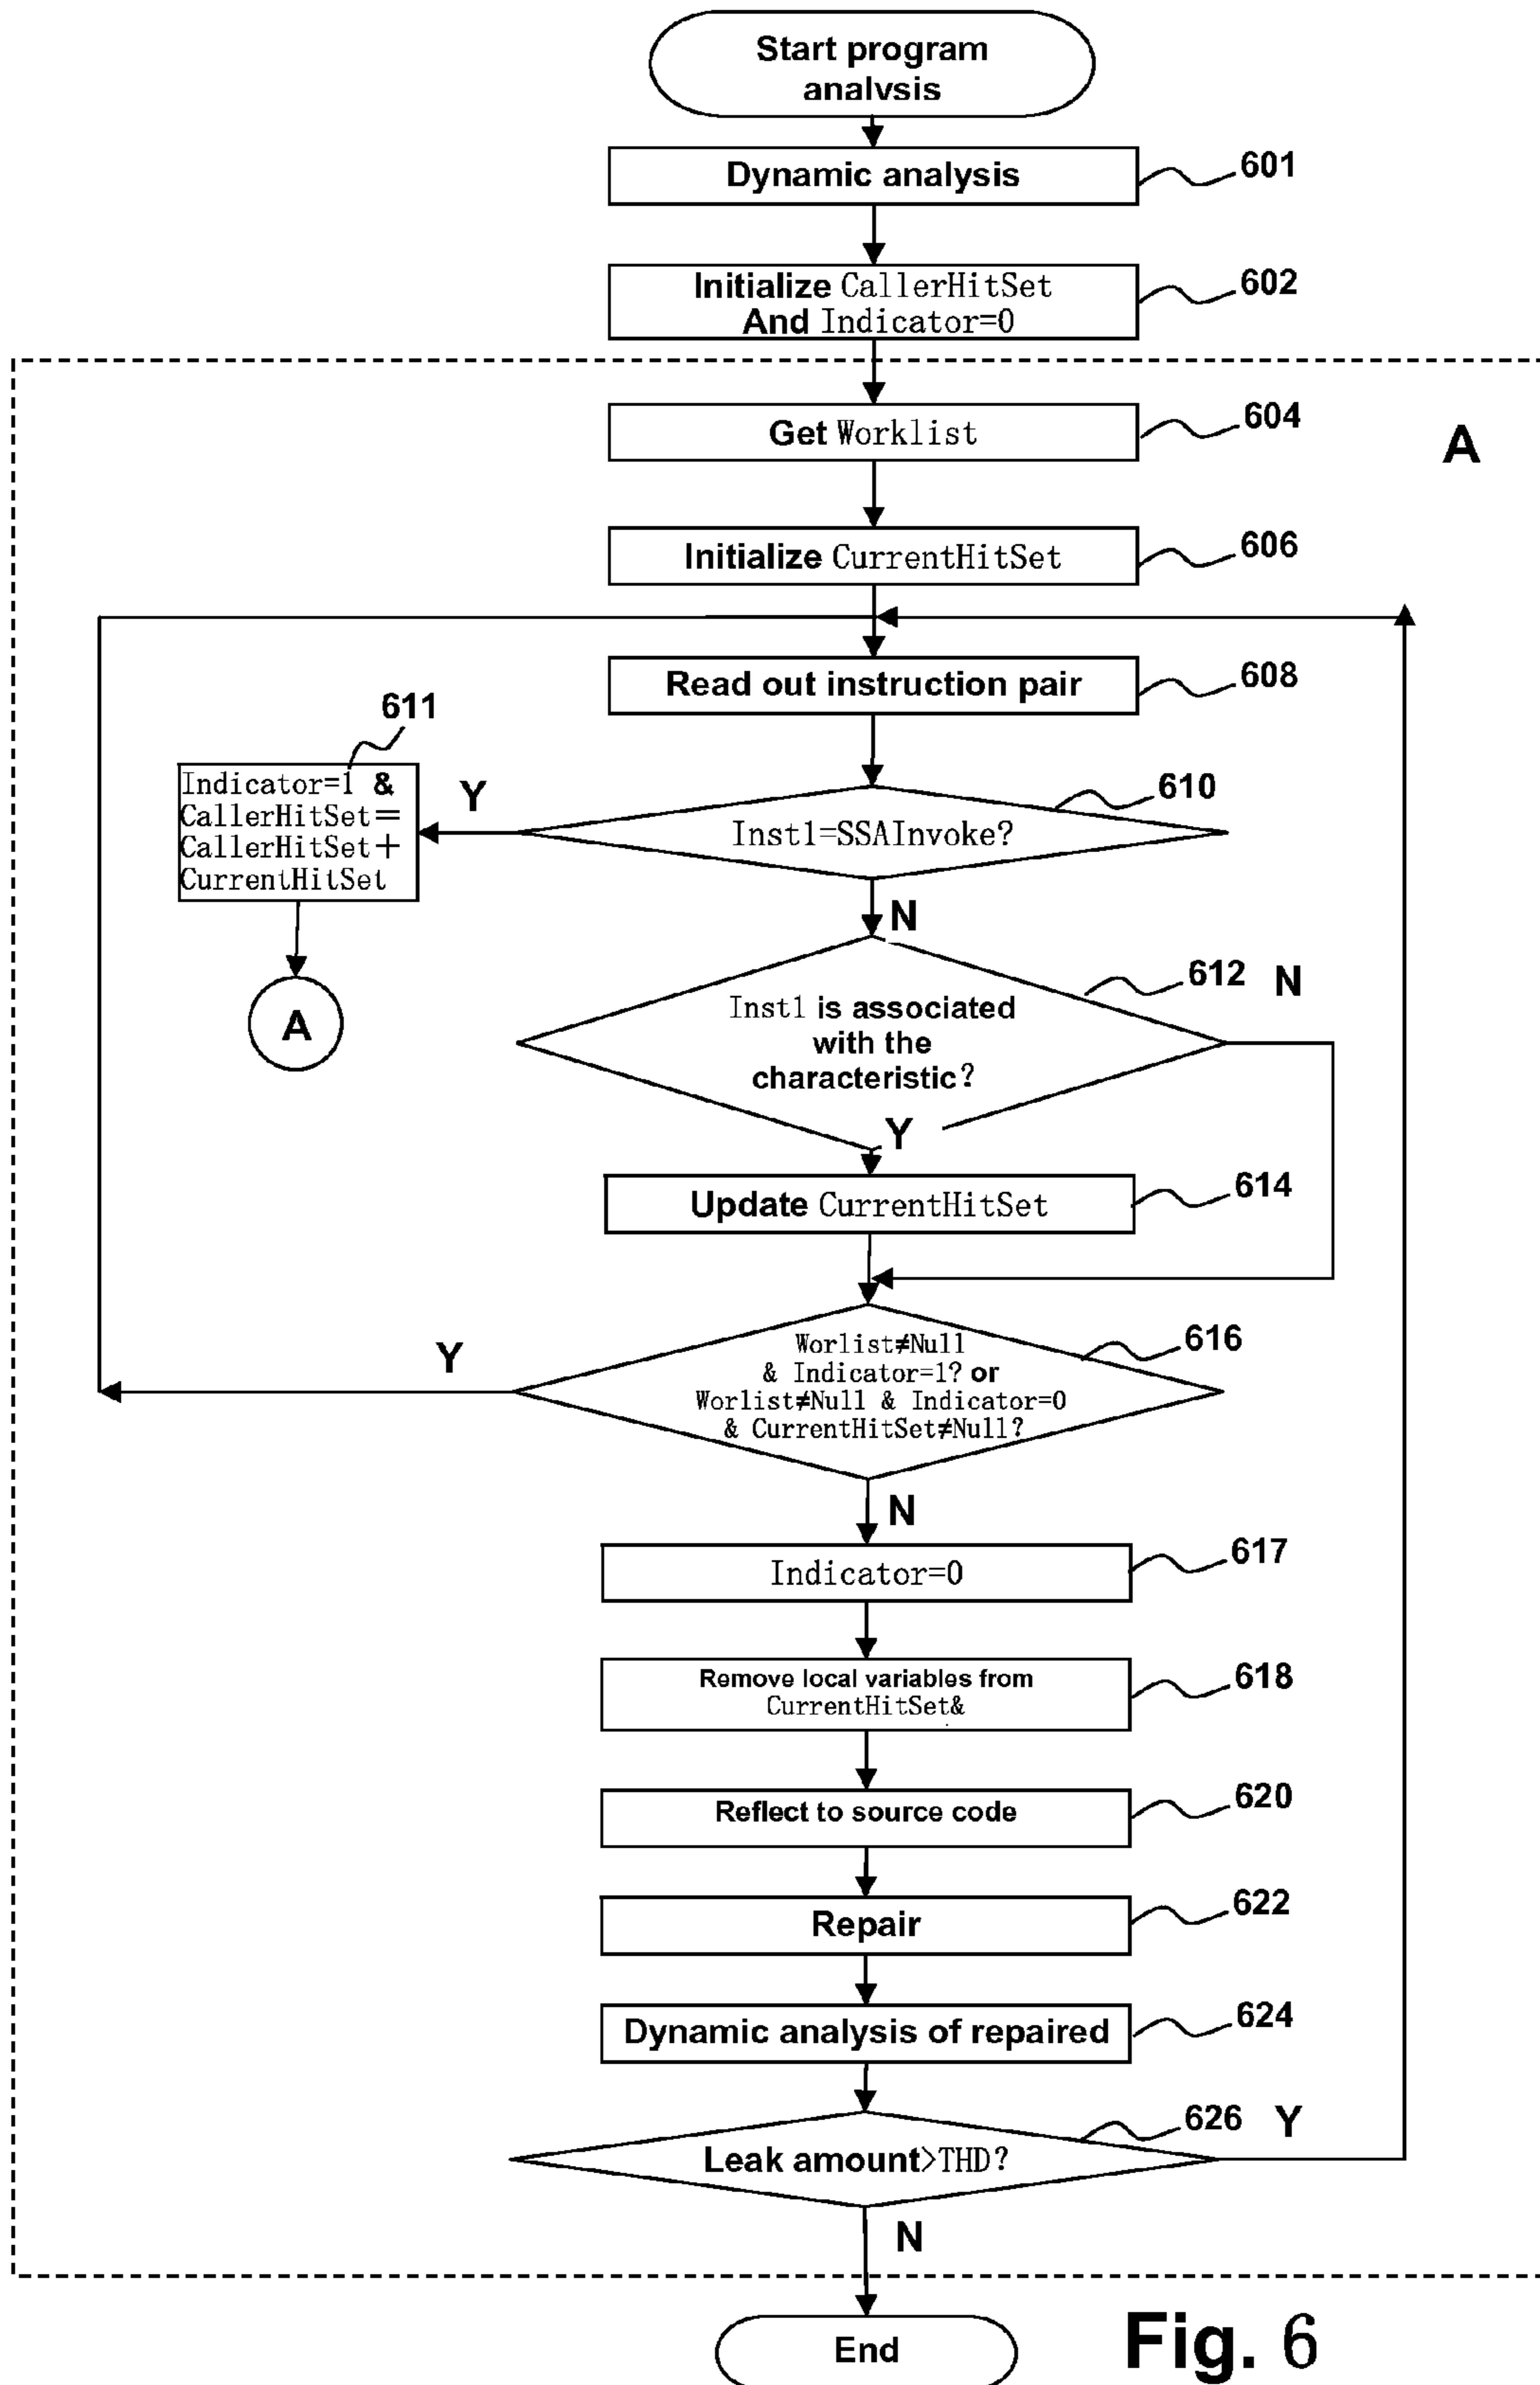 Start program
analvsis
Dynamic analysis
601
Initialize CallerHitSet
And Indicator=0
602
Get Worklist
604
A
Initialize CurrentHitSet
606
Read out instruction pair
608
611
Indicator=1 &
CallerHitSet=
CallerHitSet+
CurrentHitSet
Y
610
Inst1=SSAInvoke?
N
A
612
N
Inst1 is associated
with the
characteristic?
Y
Update CurrentHitSet
614
Y
616
Worlist≠Null
& Indicator=1? or
Worlist≠Null & Indicator=0
& CurrentHitSet≠Null?
N
Indicator=0
617
Remove local variables from
CurrentHitSet&
618
Reflect to source code
620
Repair
622
Dynamic analysis of repaired
624
626
Y
Leak amount>THD?
N
End
Fig. 6